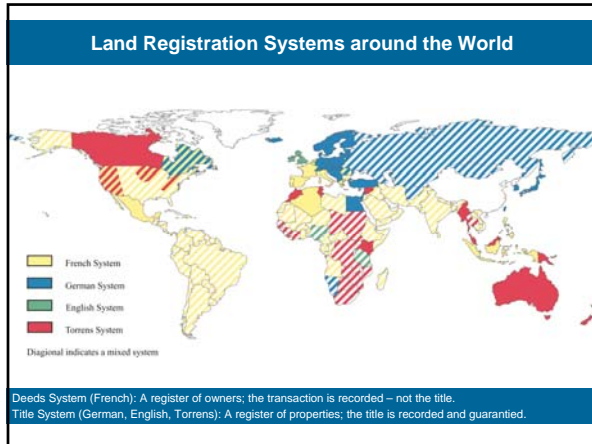 Land Registration Systems around the World
French System
German System
English System
Torrens System
Diagional indicates a mixed system
Deeds System (French): A register of owners; the transaction is recorded – not the title.
Title System (German, English, Torrens): A register of properties; the title is recorded and guarantied.